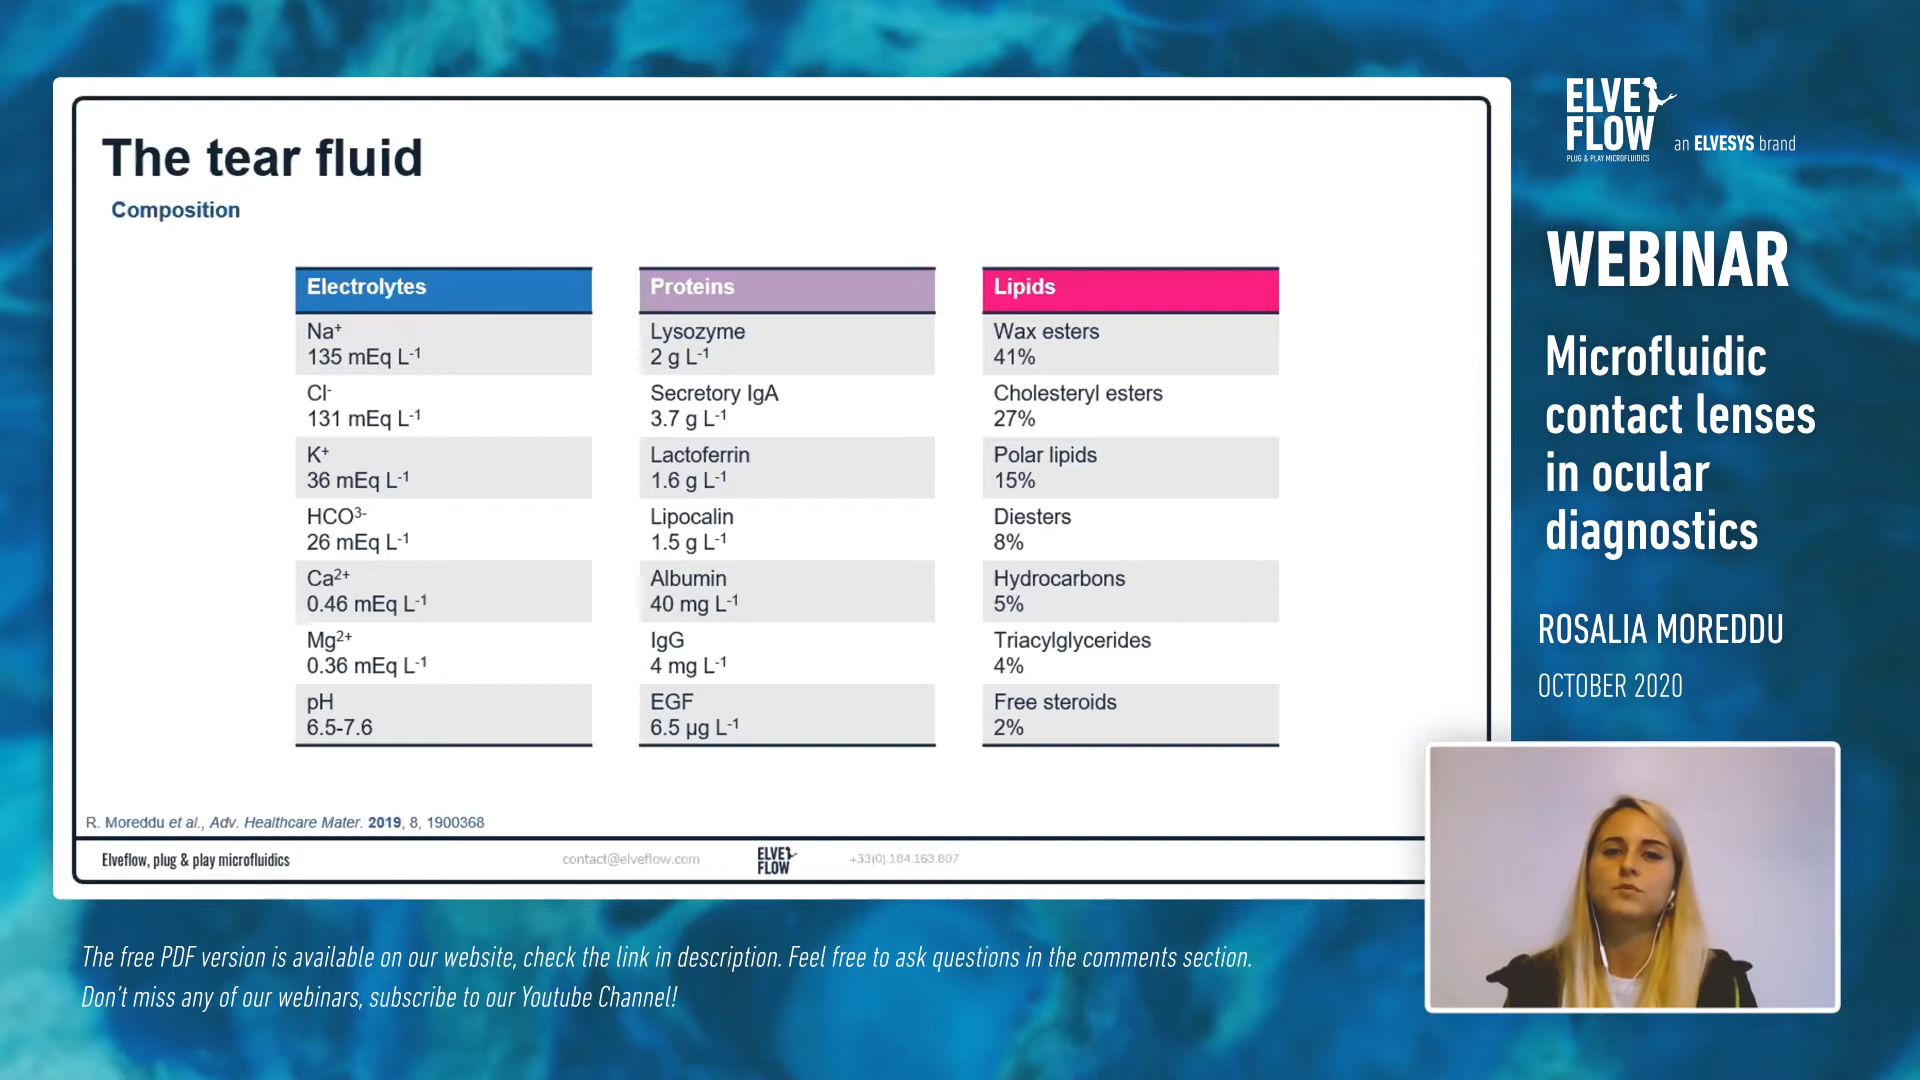 The tear fluid
Composition
Electrolytes
Na⁺
135 mEq L⁻¹
Cl⁻
131 mEq L⁻¹
K⁺
36 mEq L⁻¹
HCO³⁻
26 mEq L⁻¹
Ca²⁺
0.46 mEq L⁻¹
Mg²⁺
0.36 mEq L⁻¹
pH
6.5-7.6
Proteins
Lysozyme
2 g L⁻¹
Secretory IgA
3.7 g L⁻¹
Lactoferrin
1.6 g L⁻¹
Lipocalin
1.5 g L⁻¹
Albumin
40 mg L⁻¹
IgG
4 mg L⁻¹
EGF
6.5 µg L⁻¹
Lipids
Wax esters
41%
Cholesteryl esters
27%
Polar lipids
15%
Diesters
8%
Hydrocarbons
5%
Triacylglycerides
4%
Free steroids
2%
R. Moreddu et al., Adv. Healthcare Mater. 2019, 8, 1900368
Elveflow, plug & play microfluidics
contact@elveflow.com
ELVE
FLOW
+33(0).184.163.807
ELVE
FLOW
PLUG & PLAY MICROFLUIDICS
an ELVESYS brand
WEBINAR
Microfluidic
contact lenses
in ocular
diagnostics
ROSALIA MOREDDU
OCTOBER 2020
The free PDF version is available on our website, check the link in description. Feel free to ask questions in the comments section.
Don't miss any of our webinars, subscribe to our Youtube Channel!